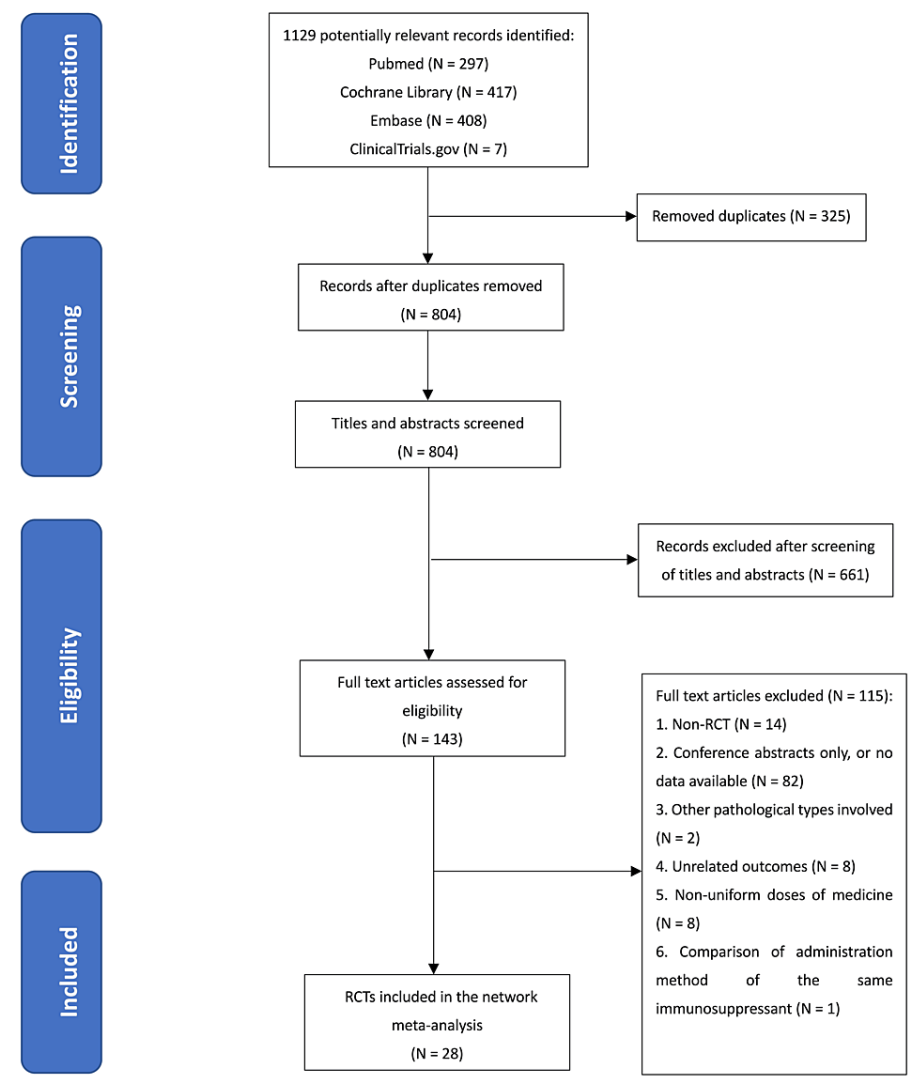 Identification
1129 potentially relevant records identified:
Pubmed (N = 297)
Cochrane Library (N = 417)
Embase (N = 408)
ClinicalTrials.gov (N = 7)
Removed duplicates (N = 325)
Screening
Records after duplicates removed
(N = 804)
Titles and abstracts screened
(N = 804)
Eligibility
Records excluded after screening
of titles and abstracts (N = 661)
Full text articles assessed for
eligibility
(N = 143)
Full text articles excluded (N = 115):
1. Non-RCT (N = 14)
2. Conference abstracts only, or no
data available (N = 82)
3. Other pathological types involved
(N = 2)
4. Unrelated outcomes (N = 8)
5. Non-uniform doses of medicine
(N = 8)
6. Comparison of administration
method of the same
immunosuppressant (N = 1)
Included
RCTs included in the network
meta-analysis
(N = 28)